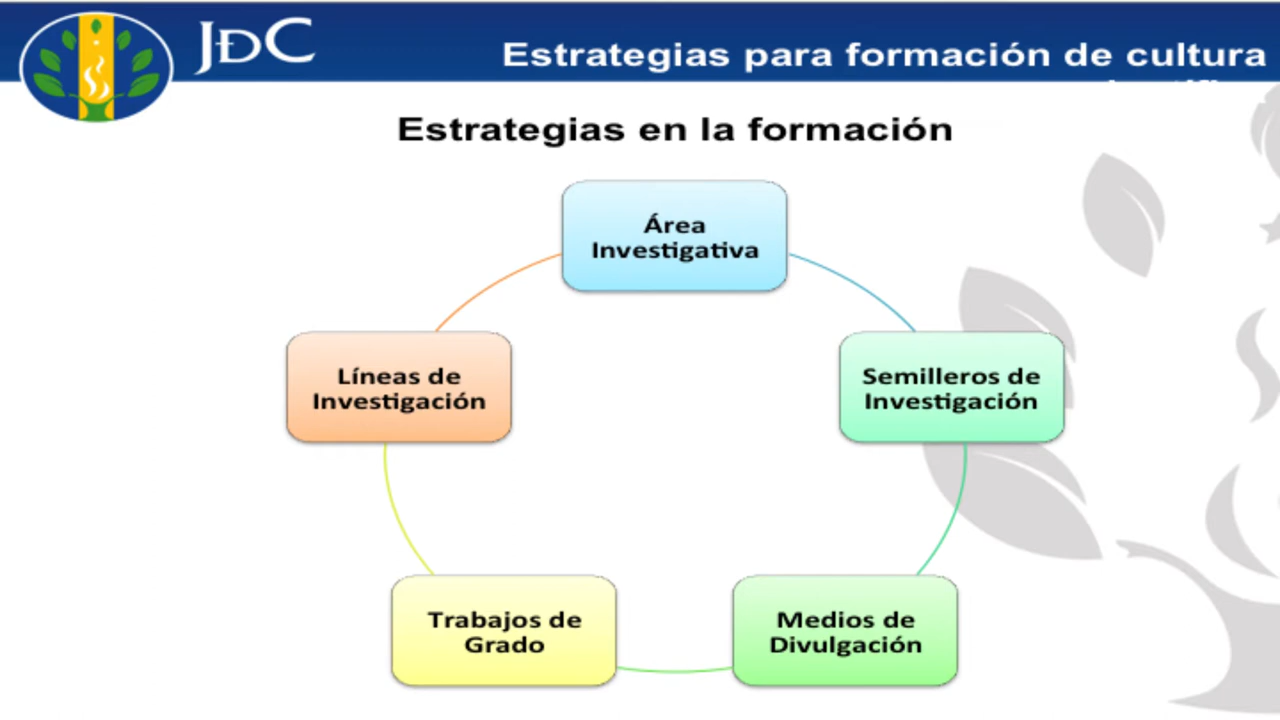 JDC
Estrategias para formación de cultura
Estrategias en la formación
Área
Investigativa
Líneas de
Investigación
Semilleros de
Investigación
Trabajos de
Grado
Medios de
Divulgación